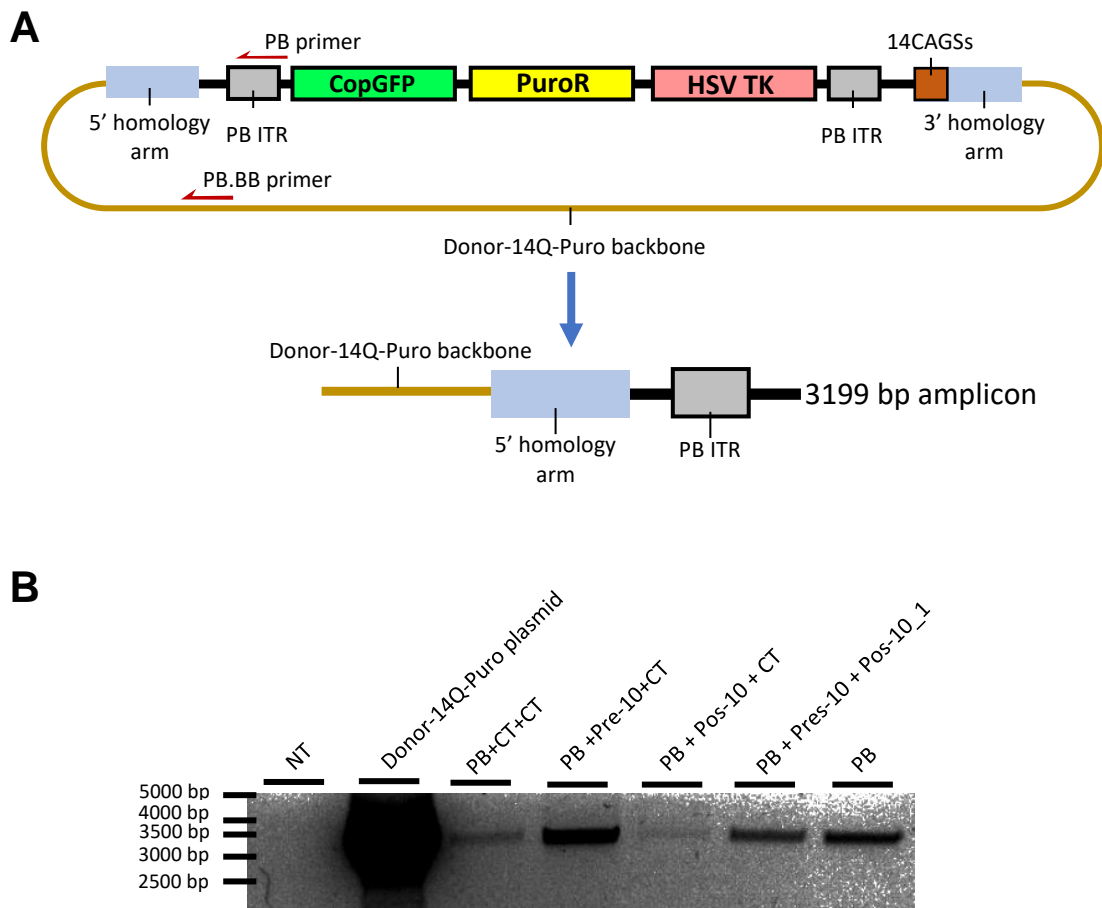 A
PB primer
14CAGSs
CopGFP
PuroR
HSV TK
5' homology
arm
PB ITR
PB ITR
3' homology
arm
PB.BB primer
Donor-14Q-Puro backbone
Donor-14Q-Puro backbone
3199 bp amplicon
5' homology
arm
PB ITR
B
NT
Donor-14Q-Puro plasmid
PB+CT+CT
PB +Pre-10+CT
PB + Pos-10 + CT
PB + Pres-10 + Pos-10_1
PB
5000 bp
4000 bp
3500 bp
3000 bp
2500 bp